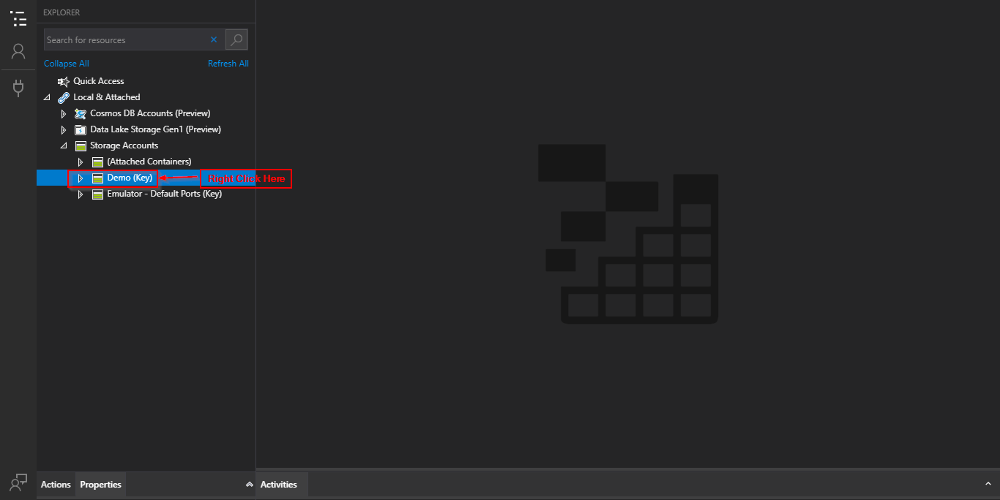 EXPLORER
Search for resources
Collapse All
Refresh All
Quick Access
Local & Attached
Cosmos DB Accounts (Preview)
Data Lake Storage Gen1 (Preview)
Storage Accounts
(Attached Containers)
Demo (Key)
Right Click Here
Emulator - Default Ports (Key)
Actions
Properties
Activities